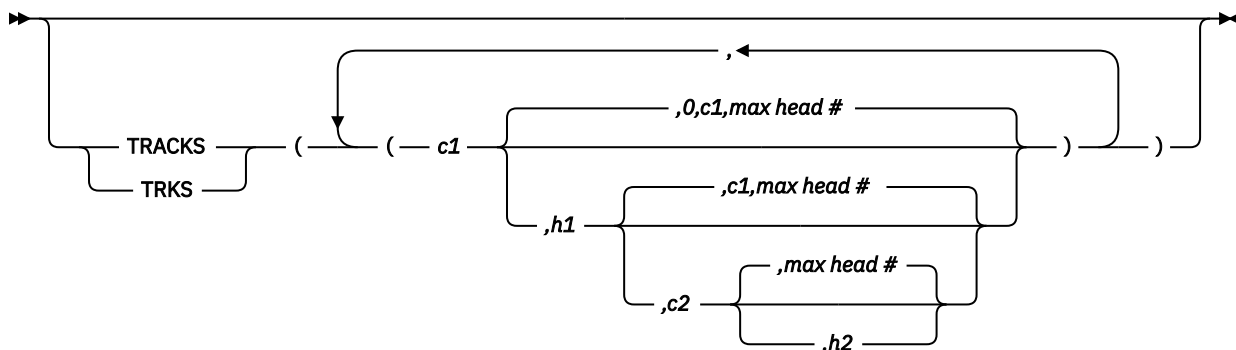 ,
,0,c1,max head #
TRACKS ( ( c1 ) )
TRKS
,c1,max head #
,h1
,max head #
,c2
,h2